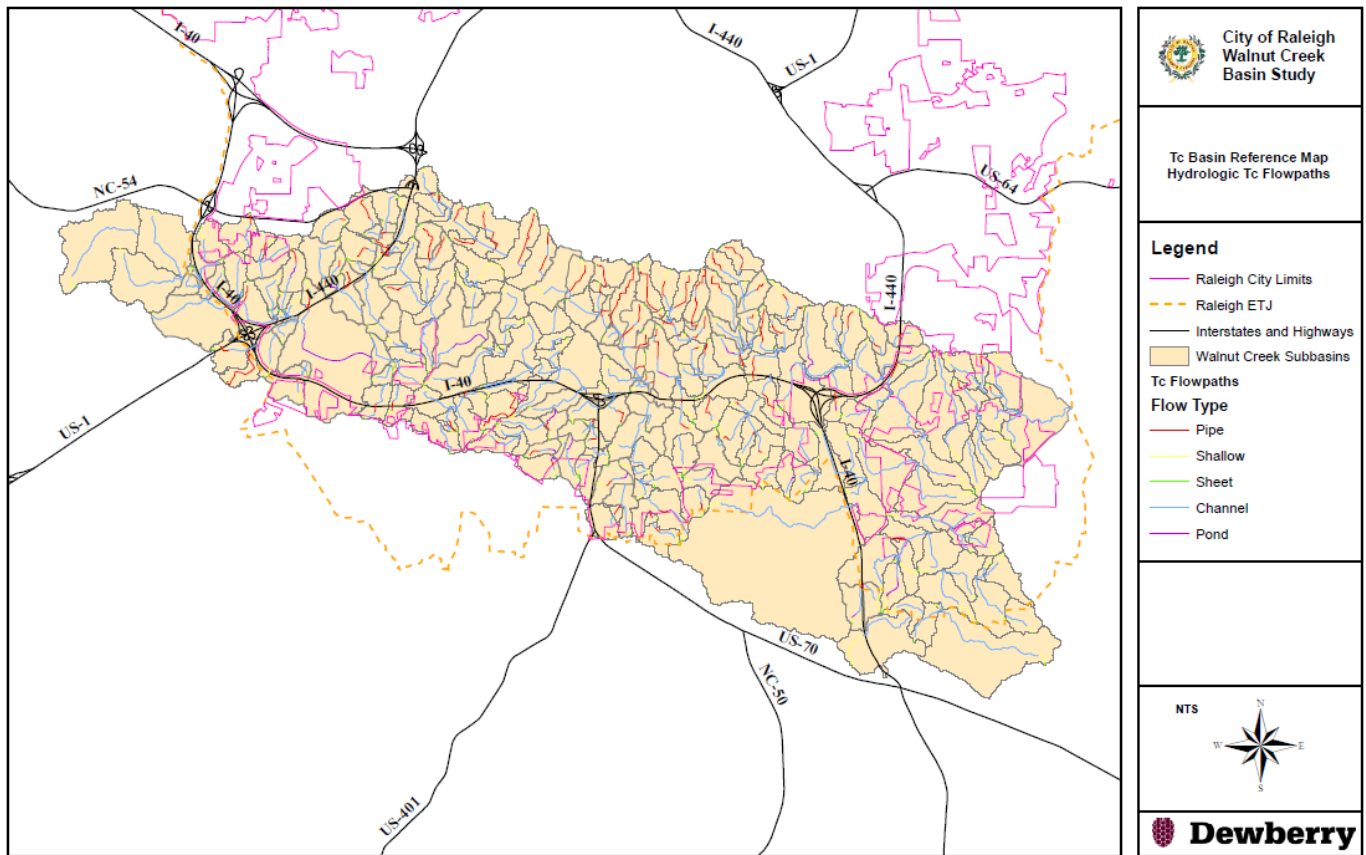 I-40
I-440
US-1
NC-54
US-64
I-440
I-440
I-40
I-40
US-1
I-40
US-70
NC-50
US-401
City of Raleigh
Walnut Creek
Basin Study
Tc Basin Reference Map
Hydrologic Tc Flowpaths
Legend
Raleigh City Limits
Raleigh ETJ
Interstates and Highways
Walnut Creek Subbasins
Tc Flowpaths
Flow Type
Pipe
Shallow
Sheet
Channel
Pond
NTS
N
W
E
S
Dewberry